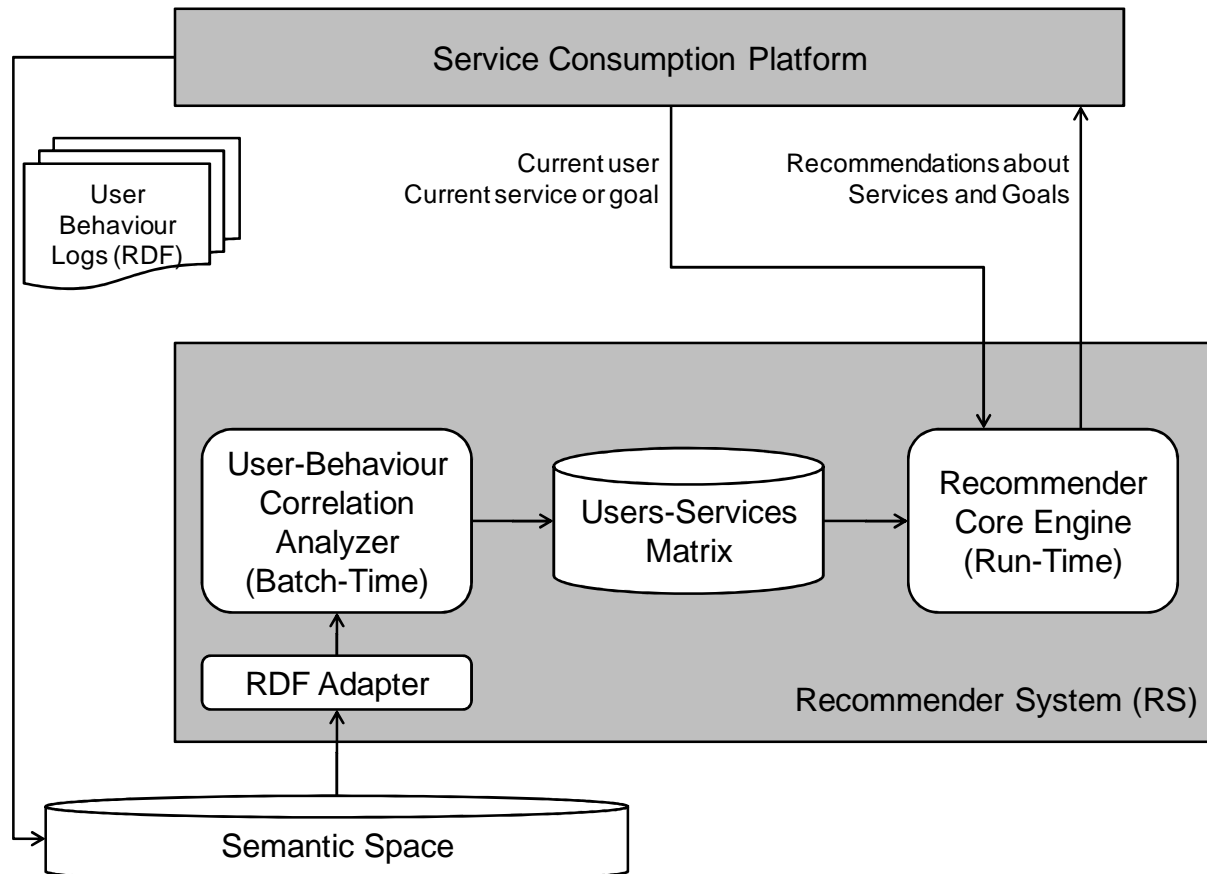 Service Consumption Platform
User
Behaviour
Logs (RDF)
Current user
Current service or goal
Recommendations about
Services and Goals
User-Behaviour
Correlation
Analyzer
(Batch-Time)
Users-Services
Matrix
Recommender
Core Engine
(Run-Time)
RDF Adapter
Recommender System (RS)
Semantic Space